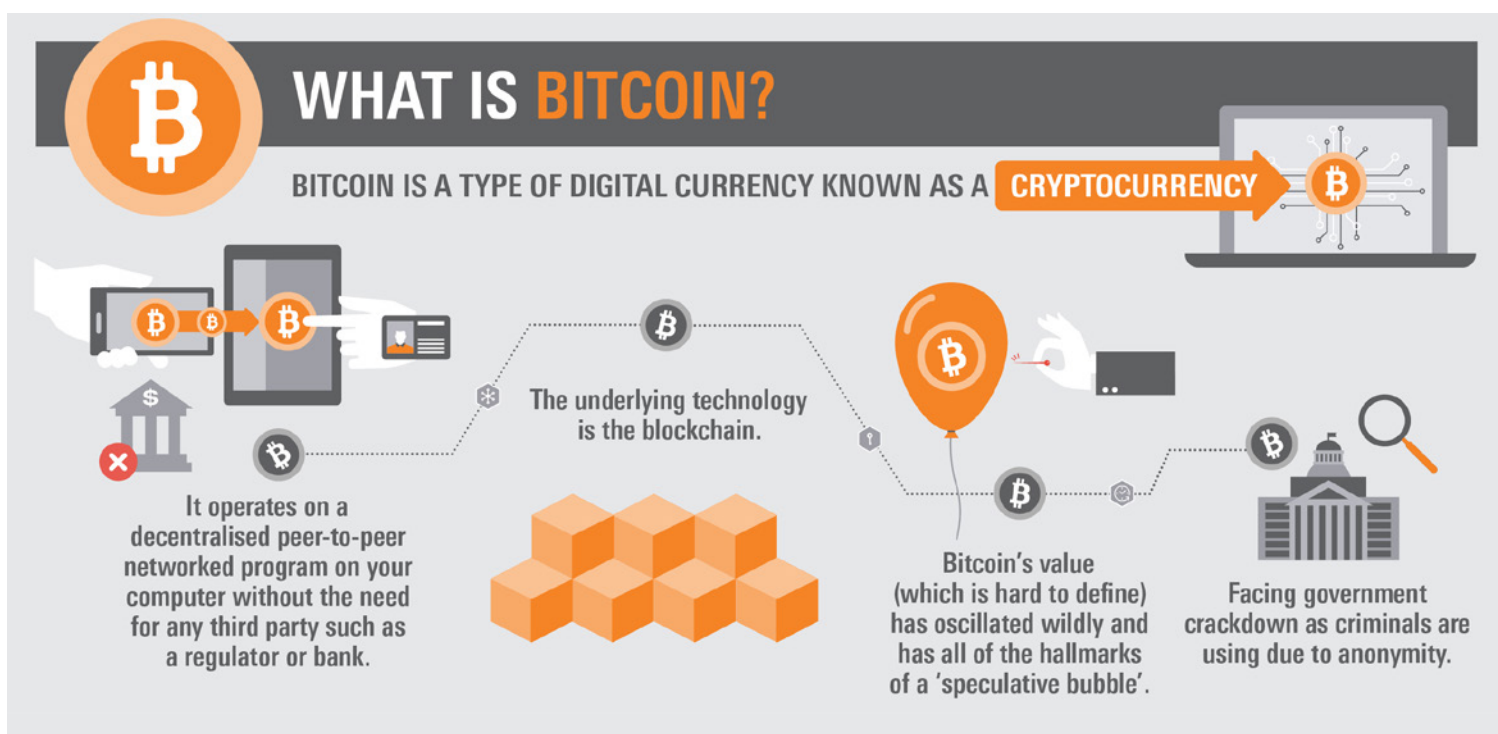 WHAT IS BITCOIN?
BITCOIN IS A TYPE OF DIGITAL CURRENCY KNOWN AS A CRYPTOCURRENCY
It operates on a
decentralised peer-to-peer
networked program on your
computer without the need
for any third party such as
a regulator or bank.
The underlying technology
is the blockchain.
Bitcoin’s value
(which is hard to define)
has oscillated wildly and
has all of the hallmarks
of a ‘speculative bubble’.
Facing government
crackdown as criminals are
using due to anonymity.